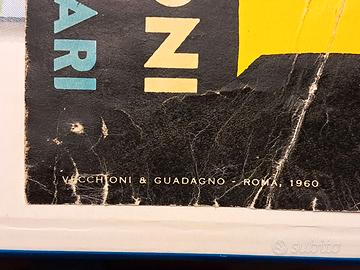 ARI
ONI
VECCHIONI & GUADAGNO - ROMA, 1960
subito